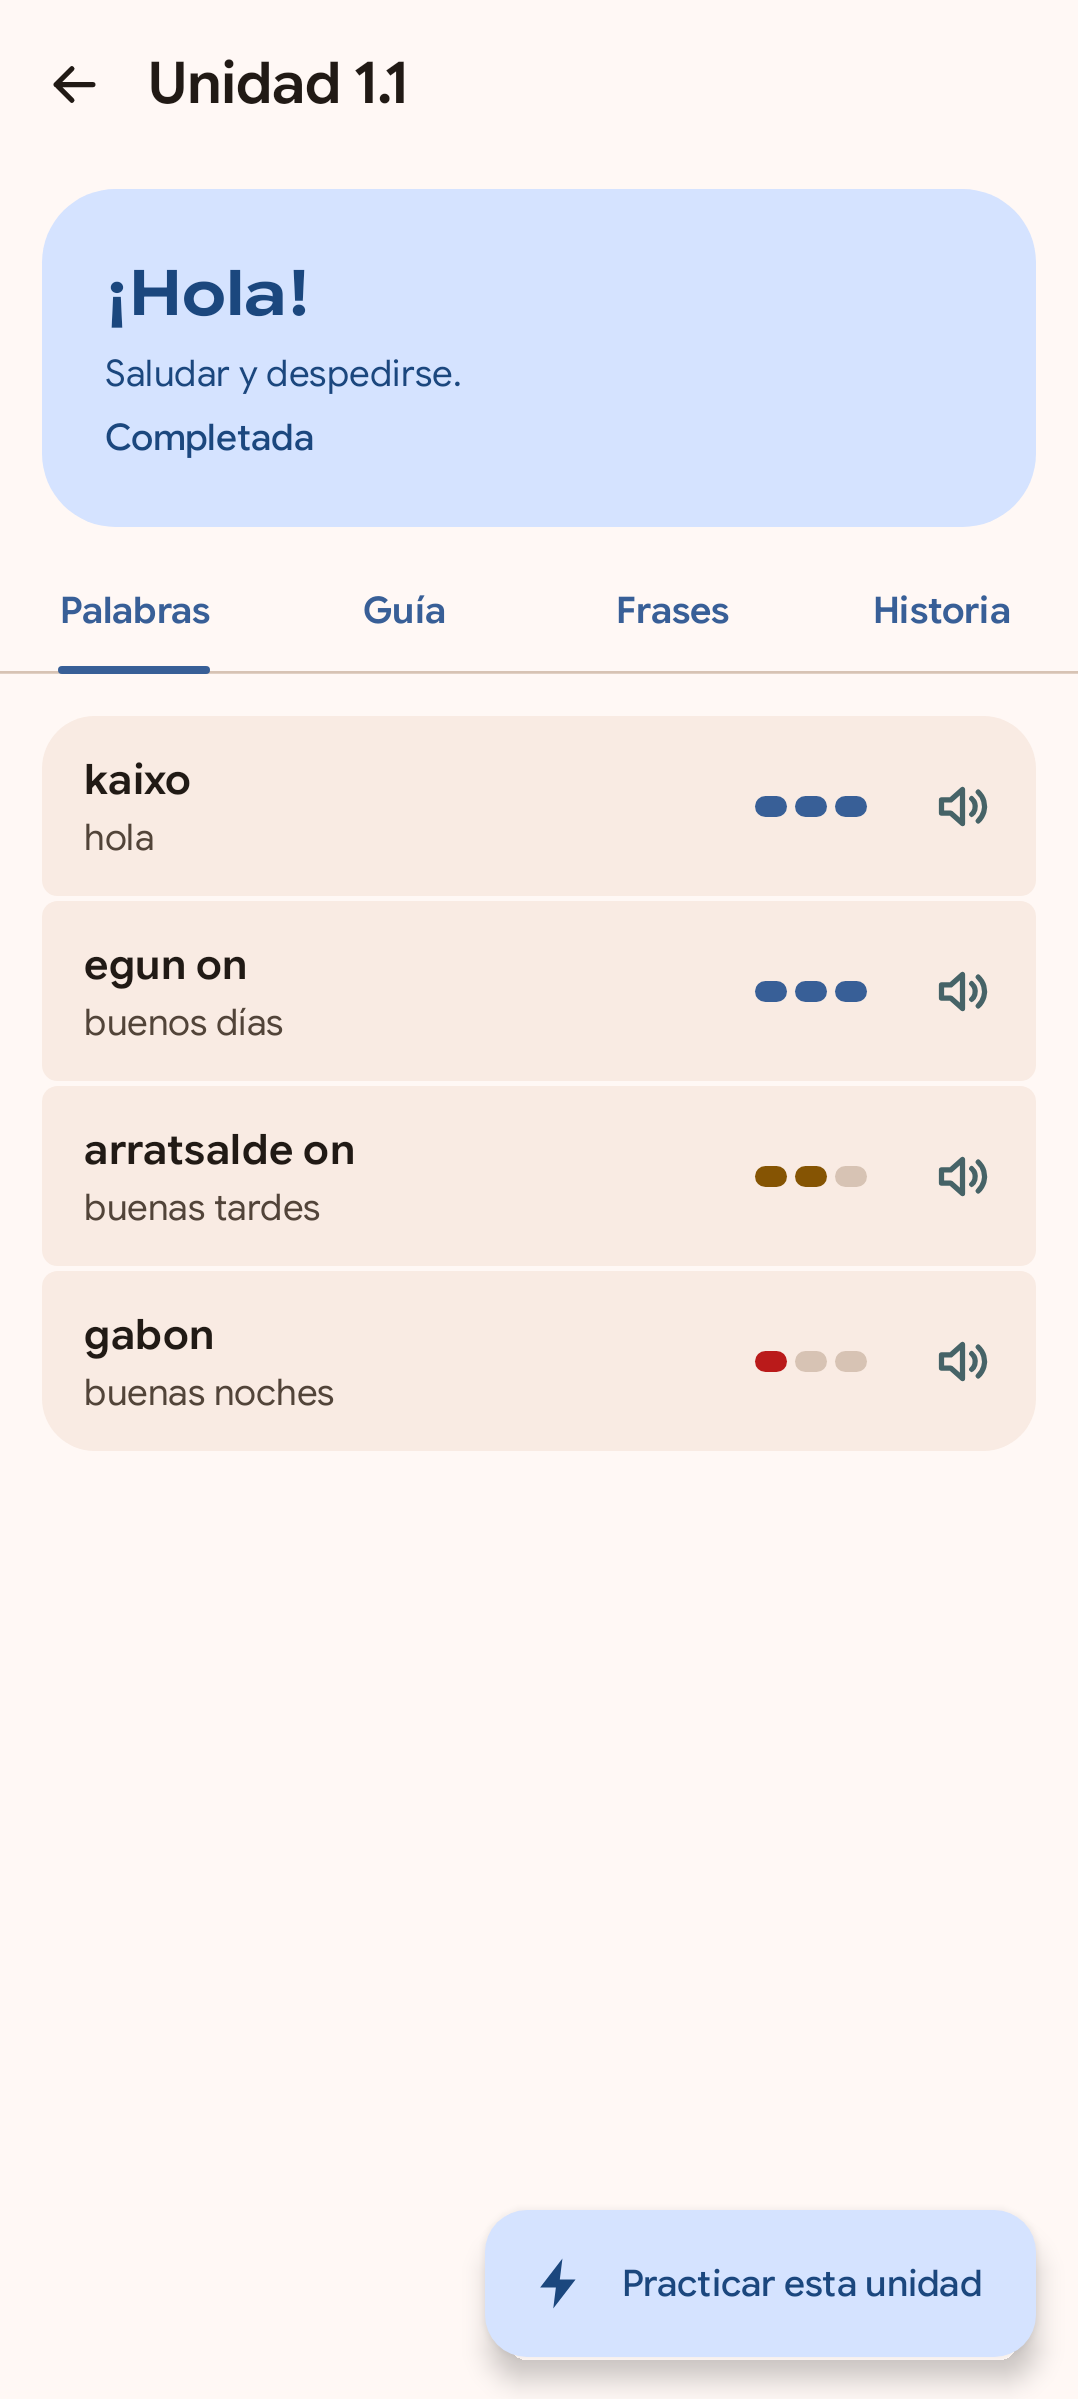 Unidad 1.1
¡Hola!
Saludar y despedirse.
Completada
Palabras
Guía
Frases
Historia
kaixo
hola
egun on
buenos días
arratsalde on
buenas tardes
gabon
buenas noches
Practicar esta unidad